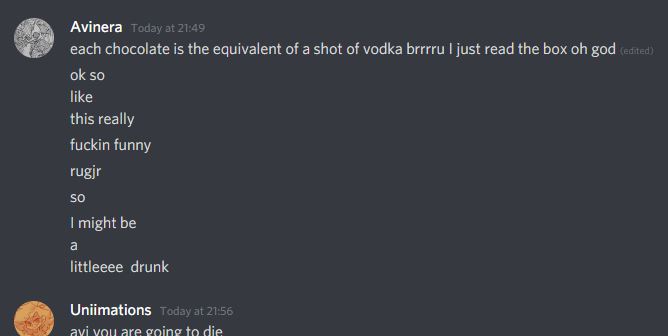 Avinera Today at 21:49
each chocolate is the equivalent of a shot of vodka brrrru I just read the box oh god (edited)
ok so
like
this really
fuckin funny
rugjr
so
I might be
a
littleeee drunk
Uniimations Today at 21:56
avi you are going to die